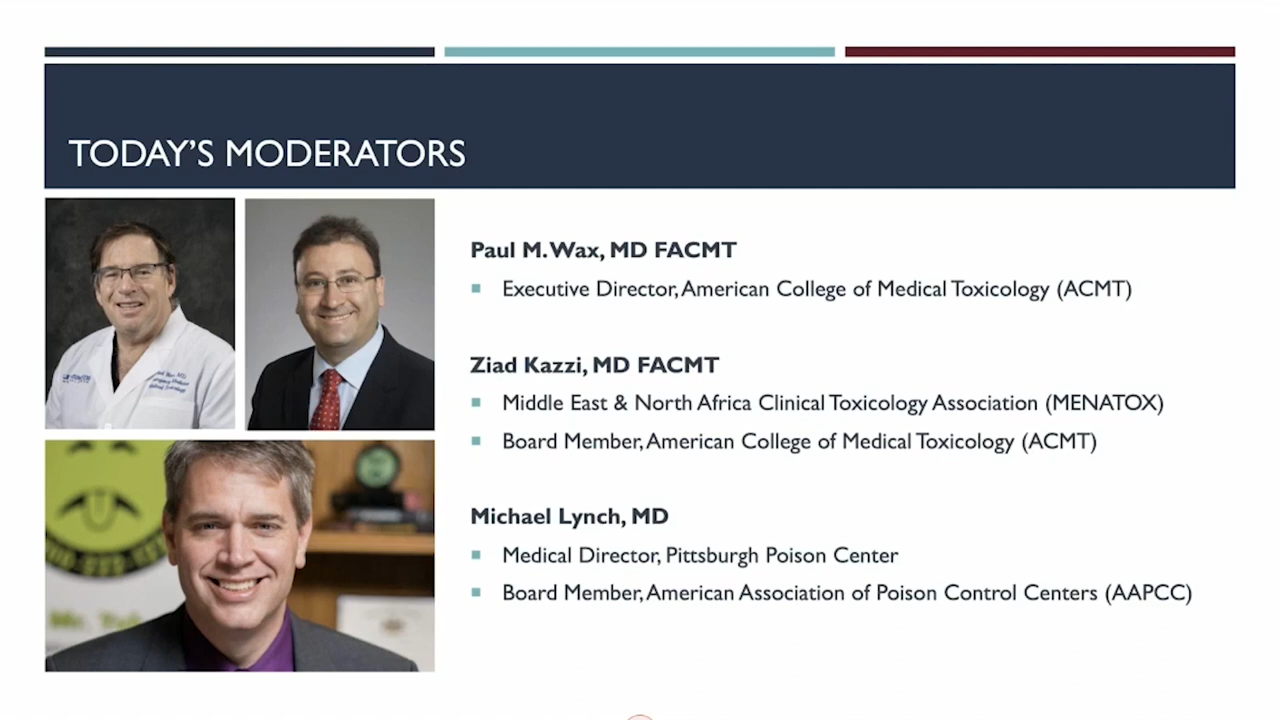 TODAY'S MODERATORS
Paul M. Wax, MD FACMT
Executive Director, American College of Medical Toxicology (ACMT)
Ziad Kazzi, MD FACMT
Middle East & North Africa Clinical Toxicology Association (MENATOX)
Board Member, American College of Medical Toxicology (ACMT)
Michael Lynch, MD
Medical Director, Pittsburgh Poison Center
Board Member, American Association of Poison Control Centers (AAPCC)
Mr. Yuk